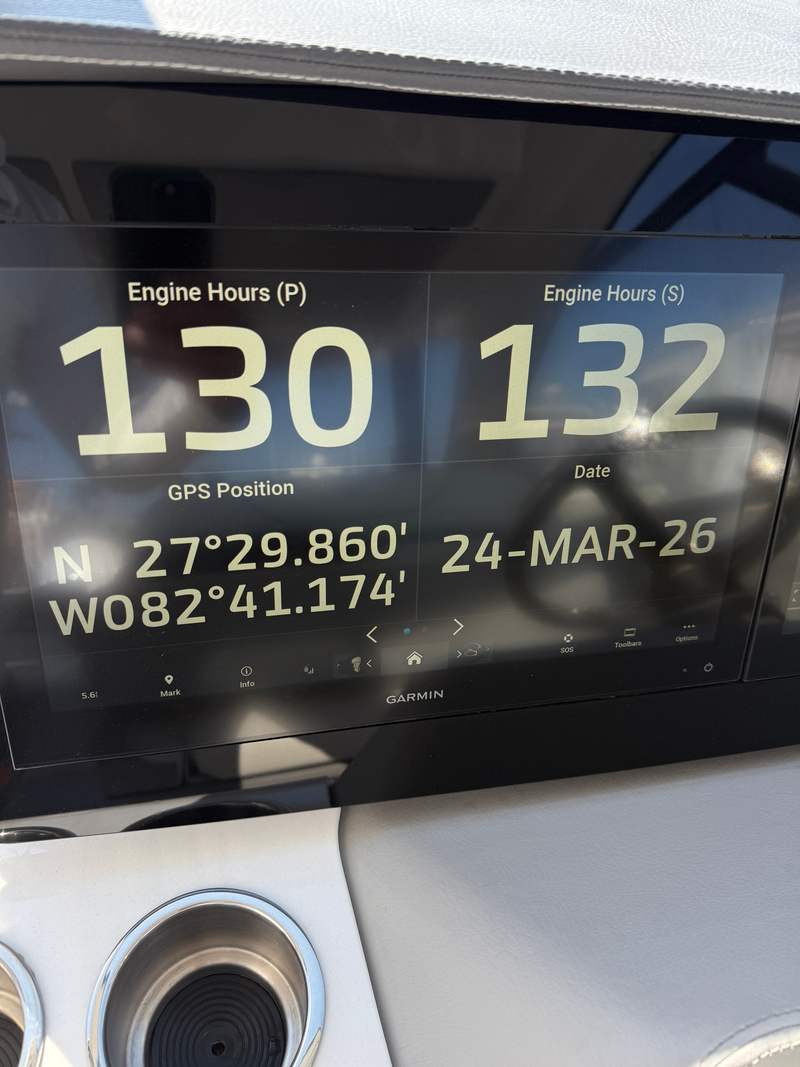 Engine Hours (P)
130
Engine Hours (S)
132
GPS Position
N 27°29.860'
W082°41.174'
Date
24-MAR-26
Mark
Info
SOS
Toolbars
Options
GARMIN